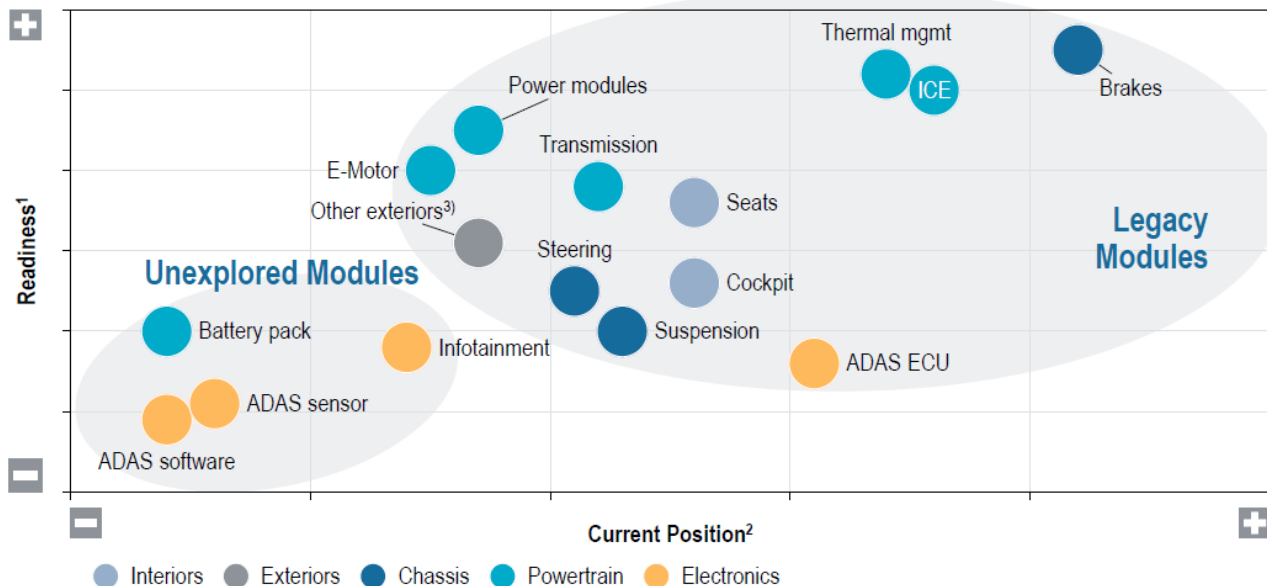 Thermal mgmt
ICE
Brakes
Power modules
Transmission
E-Motor
Other exteriors³⁾
Seats
Legacy
Modules
Steering
Unexplored Modules
Cockpit
Battery pack
Suspension
Infotainment
ADAS ECU
ADAS sensor
ADAS software
Readiness¹
Current Position²
Interiors
Exteriors
Chassis
Powertrain
Electronics